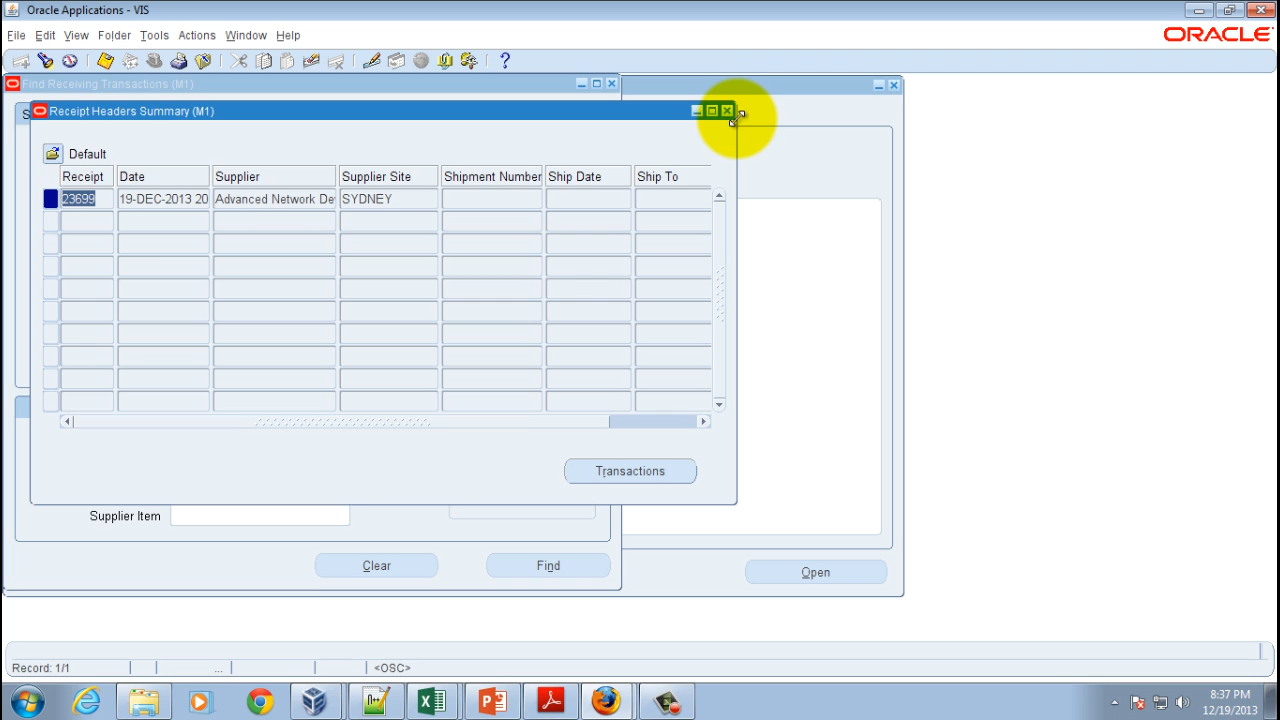 Oracle Applications - VIS
File Edit View Folder Tools Actions Window Help
ORACLE
Find Receiving Transactions (M1)
Receipt Headers Summary (M1)
Default
Receipt Date Supplier Supplier Site Shipment Number Ship Date Ship To
23699 19-DEC-2013 20 Advanced Network De SYDNEY
Transactions
Supplier Item
Clear Find
Open
Record: 1/1 ... <OSC>
8:37 PM
12/19/2013